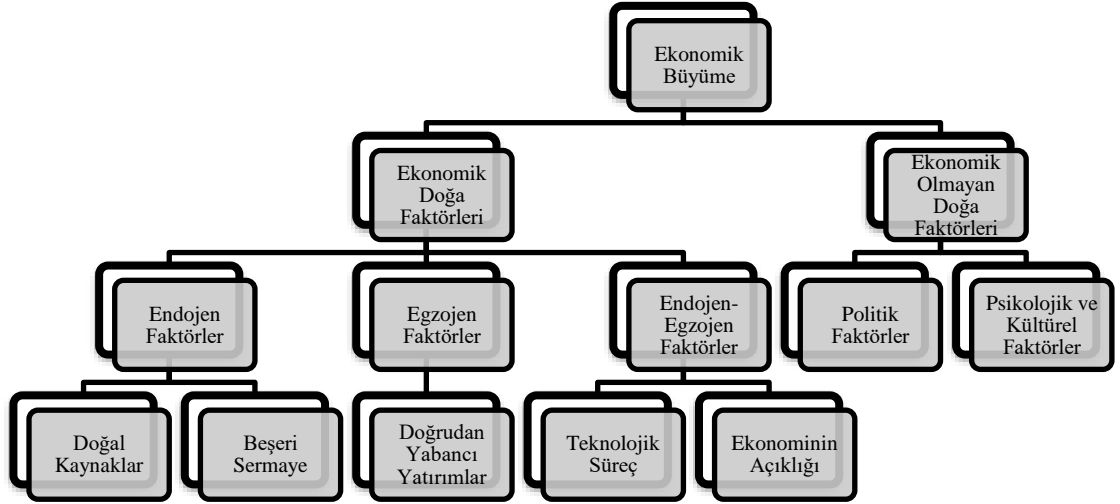 Ekonomik
Büyüme
Ekonomik
Doğa
Faktörleri
Ekonomik
Olmayan
Doğa
Faktörleri
Endojen
Faktörler
Egzojen
Faktörler
Endojen-
Egzojen
Faktörler
Politik
Faktörler
Psikolojik ve
Kültürel
Faktörler
Doğal
Kaynaklar
Beşeri
Sermaye
Doğrudan
Yabancı
Yatırımlar
Teknolojik
Süreç
Ekonominin
Açıklığı